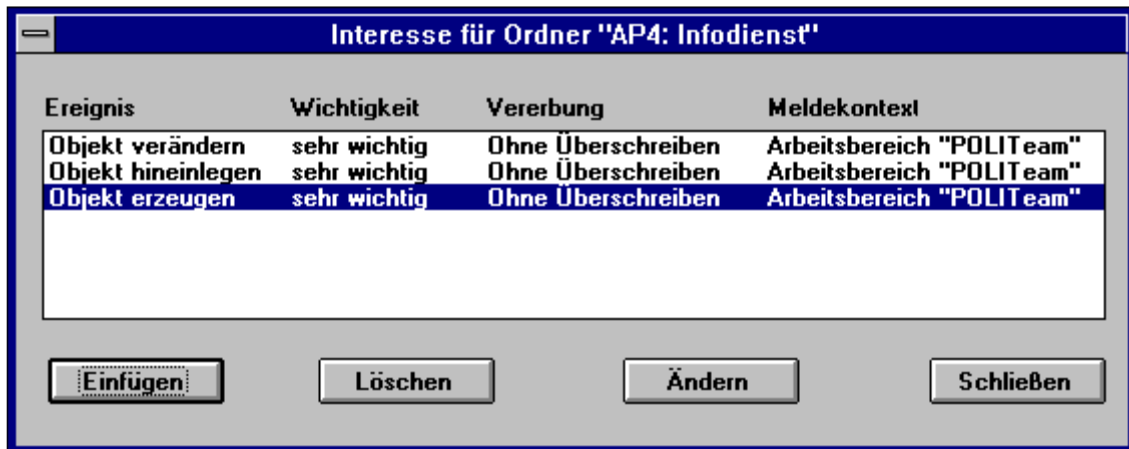 Interesse für Ordner "AP4: Infodienst"
Ereignis Wichtigkeit Vererbung Meldekontext
Objekt verändern sehr wichtig Ohne Überschreiben Arbeitsbereich "POLITeam"
Objekt hineinlegen sehr wichtig Ohne Überschreiben Arbeitsbereich "POLITeam"
Objekt erzeugen sehr wichtig Ohne Überschreiben Arbeitsbereich "POLITeam"
Einfügen Löschen Ändern Schließen